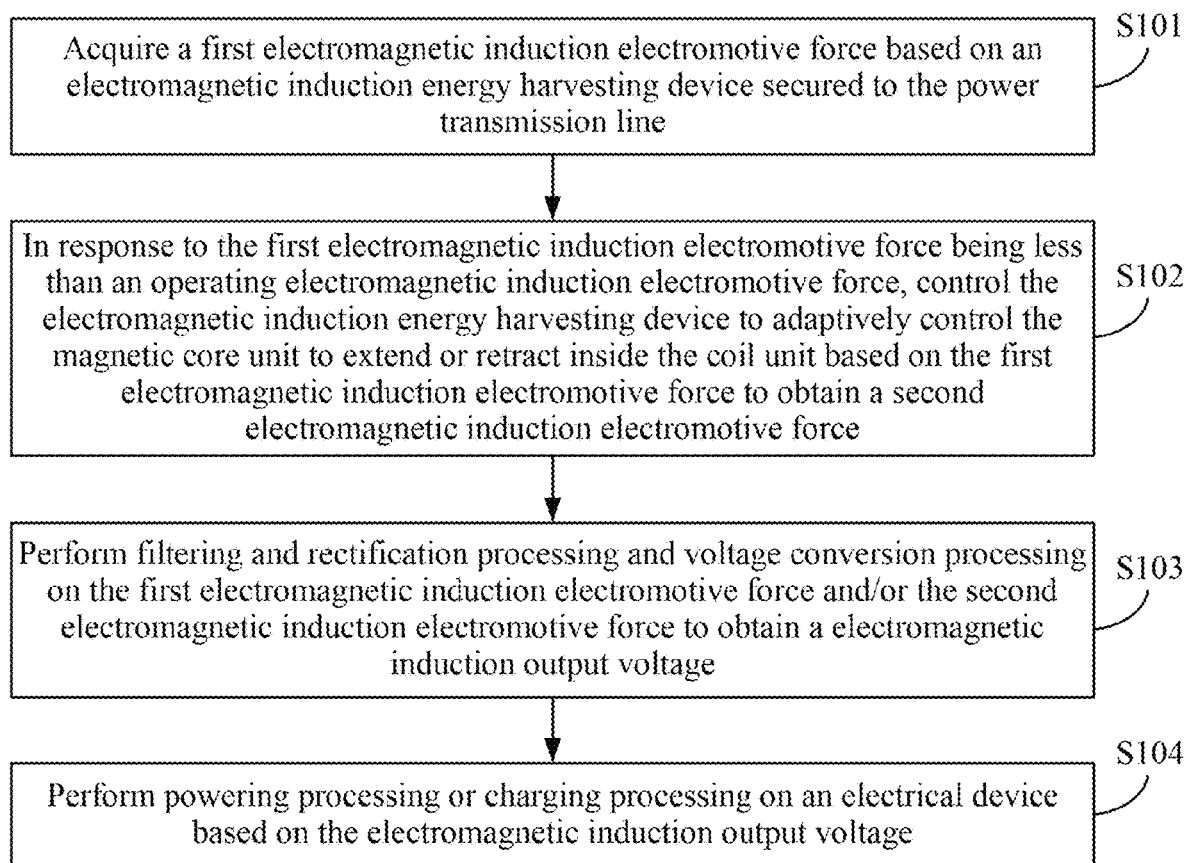 S101
Acquire a first electromagnetic induction electromotive force based on an
electromagnetic induction energy harvesting device secured to the power
transmission line
In response to the first electromagnetic induction electromotive force being less
than an operating electromagnetic induction electromotive force, control the
electromagnetic induction energy harvesting device to adaptively control the
magnetic core unit to extend or retract inside the coil unit based on the first
electromagnetic induction electromotive force to obtain a second
electromagnetic induction electromotive force
S102
Perform filtering and rectification processing and voltage conversion processing
on the first electromagnetic induction electromotive force and/or the second
electromagnetic induction electromotive force to obtain a electromagnetic
induction output voltage
S103
Perform powering processing or charging processing on an electrical device
based on the electromagnetic induction output voltage
S104